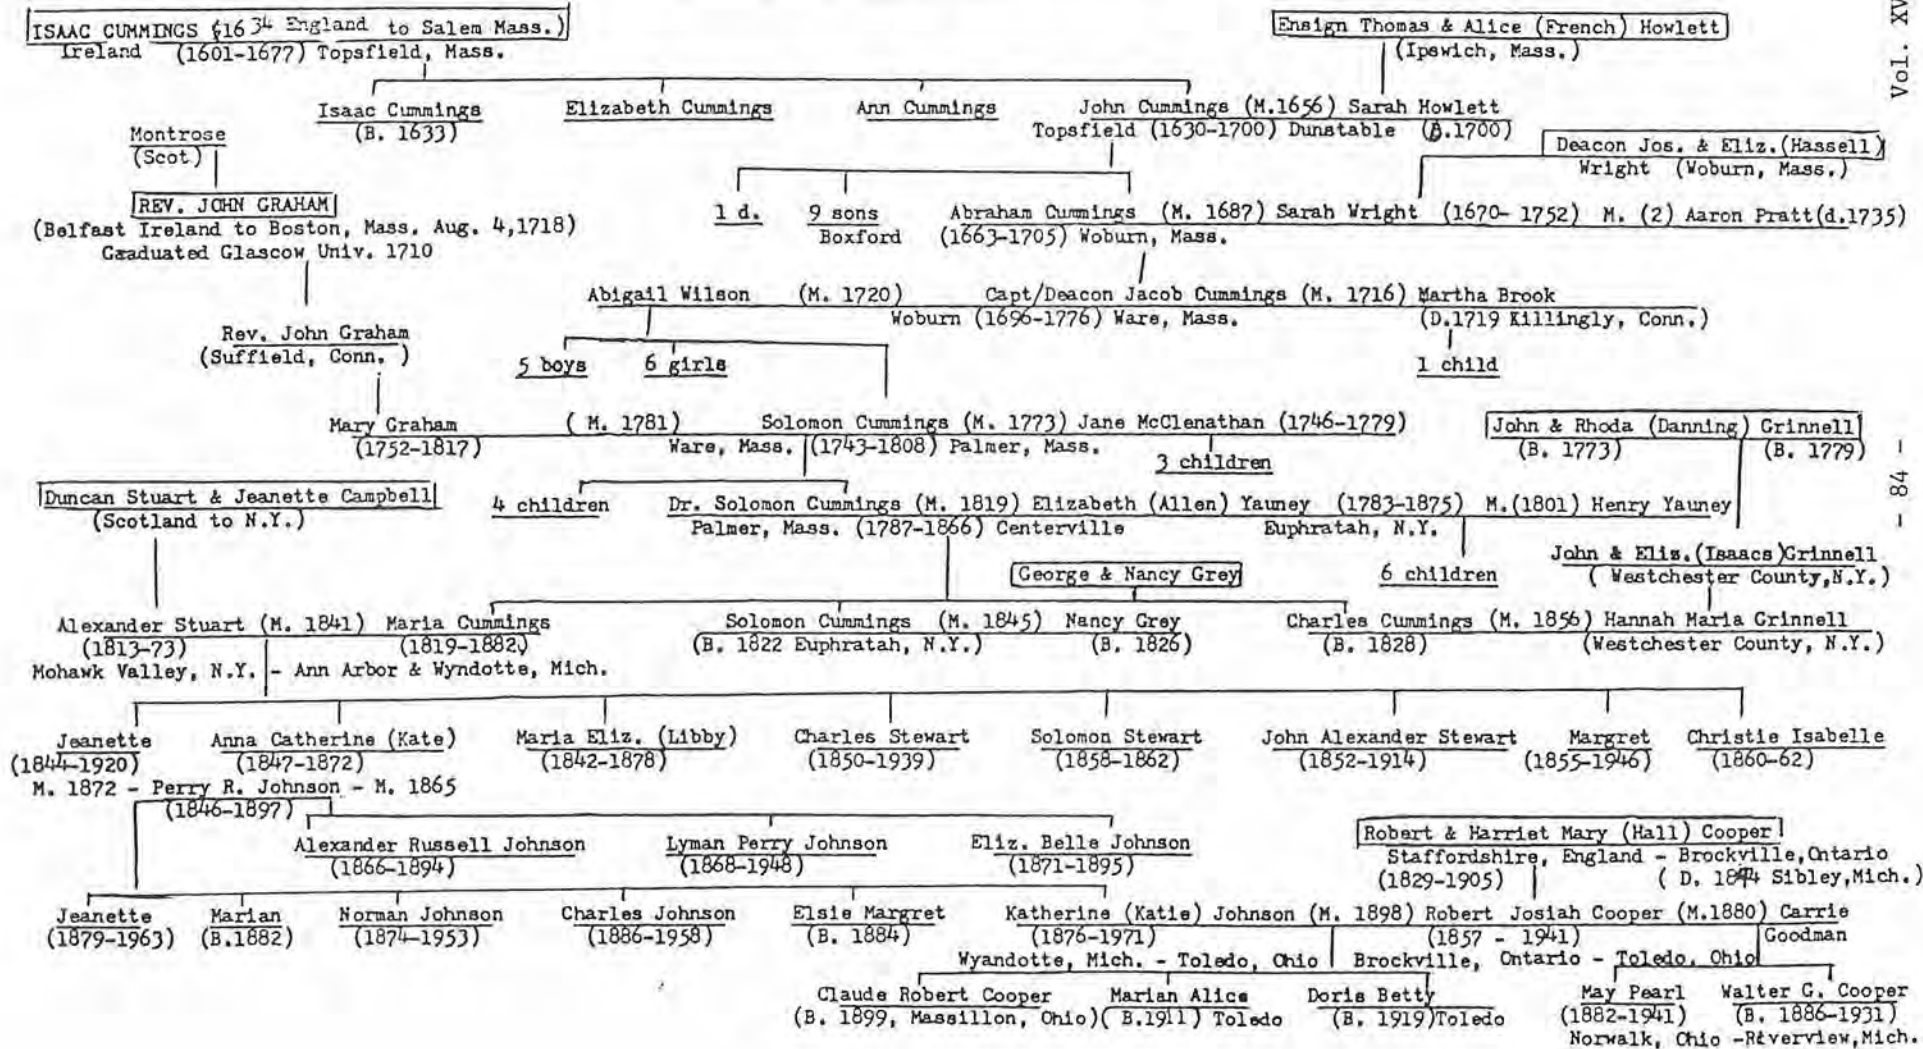 ISAAC CUMMINGS (1634 England to Salem Mass.)
Ireland (1601-1677) Topsfield, Mass.
Ensign Thomas & Alice (French) Howlett
(Ipswich, Mass.)
Vol. XV
Isaac Cummings
(B. 1633)
Elizabeth Cummings
Ann Cummings
John Cummings (M.1656) Sarah Howlett
Topsfield (1630-1700) Dunstable (D.1700)
Montrose
(Scot)
Deacon Jos. & Eliz.(Hassell)
Wright (Woburn, Mass.)
REV. JOHN GRAHAM
(Belfast Ireland to Boston, Mass. Aug. 4,1718)
Graduated Glascow Univ. 1710
1 d.
9 sons
Boxford
Abraham Cummings (M. 1687) Sarah Wright (1670- 1752) M. (2) Aaron Pratt(d.1735)
(1663-1705) Woburn, Mass.
Abigail Wilson (M. 1720) Capt/Deacon Jacob Cummings (M. 1716) Martha Brook
Woburn (1696-1776) Ware, Mass. (D.1719 Killingly, Conn.)
Rev. John Graham
(Suffield, Conn. )
5 boys
6 girls
1 child
Mary Graham ( M. 1781) Solomon Cummings (M. 1773) Jane McClenathan (1746-1779)
(1752-1817) Ware, Mass. (1743-1808) Palmer, Mass.
3 children
John & Rhoda (Danning) Grinnell
(B. 1773) (B. 1779)
- 84 -
Duncan Stuart & Jeanette Campbell
(Scotland to N.Y.)
4 children
Dr. Solomon Cummings (M. 1819) Elizabeth (Allen) Yauney (1783-1875) M.(1801) Henry Yauney
Palmer, Mass. (1787-1866) Centerville Euphratah, N.Y.
George & Nancy Grey
6 children
John & Elis.(Isaacs)Grinnell
( Westchester County,N.Y.)
Alexander Stuart (M. 1841) Maria Cummings
(1813-73) (1819-1882)
Mohawk Valley, N.Y. - Ann Arbor & Wyndotte, Mich.
Solomon Cummings (M. 1845) Nancy Grey
(B. 1822 Euphratah, N.Y.) (B. 1826)
Charles Cummings (M. 1856) Hannah Maria Grinnell
(B. 1828) (Westchester County, N.Y.)
Jeanette
(1844-1920)
Anna Catherine (Kate)
(1847-1872)
Maria Eliz. (Libby)
(1842-1878)
Charles Stewart
(1850-1939)
Solomon Stewart
(1858-1862)
John Alexander Stewart
(1852-1914)
Margret
(1855-1946)
Christie Isabelle
(1860-62)
M. 1872 - Perry R. Johnson - M. 1865
(1846-1897)
Alexander Russell Johnson
(1866-1894)
Lyman Perry Johnson
(1868-1948)
Eliz. Belle Johnson
(1871-1895)
Robert & Harriet Mary (Hall) Cooper
Staffordshire, England - Brockville,Ontario
(1829-1905) ( D. Sibley,Mich.)
Jeanette
(1879-1963)
Marian
(B.1882)
Norman Johnson
(1874-1953)
Charles Johnson
(1886-1958)
Elsie Margret
(B. 1884)
Katherine (Katie) Johnson (M. 1898) Robert Josiah Cooper (M.1880) Carrie
(1876-1971) (1857 - 1941) Goodman
Wyandotte, Mich. - Toledo, Ohio Brockville, Ontario - Toledo, Ohio
Claude Robert Cooper
(B. 1899, Massillon, Ohio)
Marian Alice
( B.1911) Toledo
Doris Betty
(B. 1919)Toledo
May Pearl
(1882-1941)
Walter G. Cooper
(B. 1886-1931)
Norwalk, Ohio -Riverview,Mich.